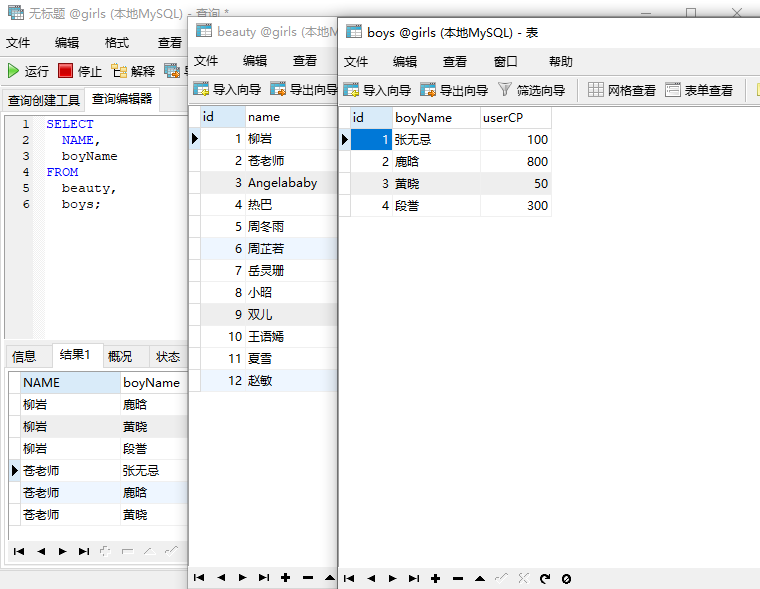 无标题 @girls (本地MySQL) - 查询 *
文件 编辑 格式 查看
运行 停止 解释
查询创建工具 查询编辑器
1 SELECT
2 NAME,
3 boyName
4 FROM
5 beauty,
6 boys;
信息 结果1 概况 状态
NAME boyName
柳岩 鹿晗
柳岩 黄晓
柳岩 段誉
苍老师 张无忌
苍老师 鹿晗
苍老师 黄晓
beauty @girls (本地M
文件 编辑 查看
导入向导 导出向导
id name
1 柳岩
2 苍老师
3 Angelababy
4 热巴
5 周冬雨
6 周芷若
7 岳灵珊
8 小昭
9 双儿
10 王语嫣
11 夏雪
12 赵敏
boys @girls (本地MySQL) - 表
文件 编辑 查看 窗口 帮助
导入向导 导出向导 筛选向导 网格查看 表单查看
id boyName userCP
1 张无忌 100
2 鹿晗 800
3 黄晓 50
4 段誉 300